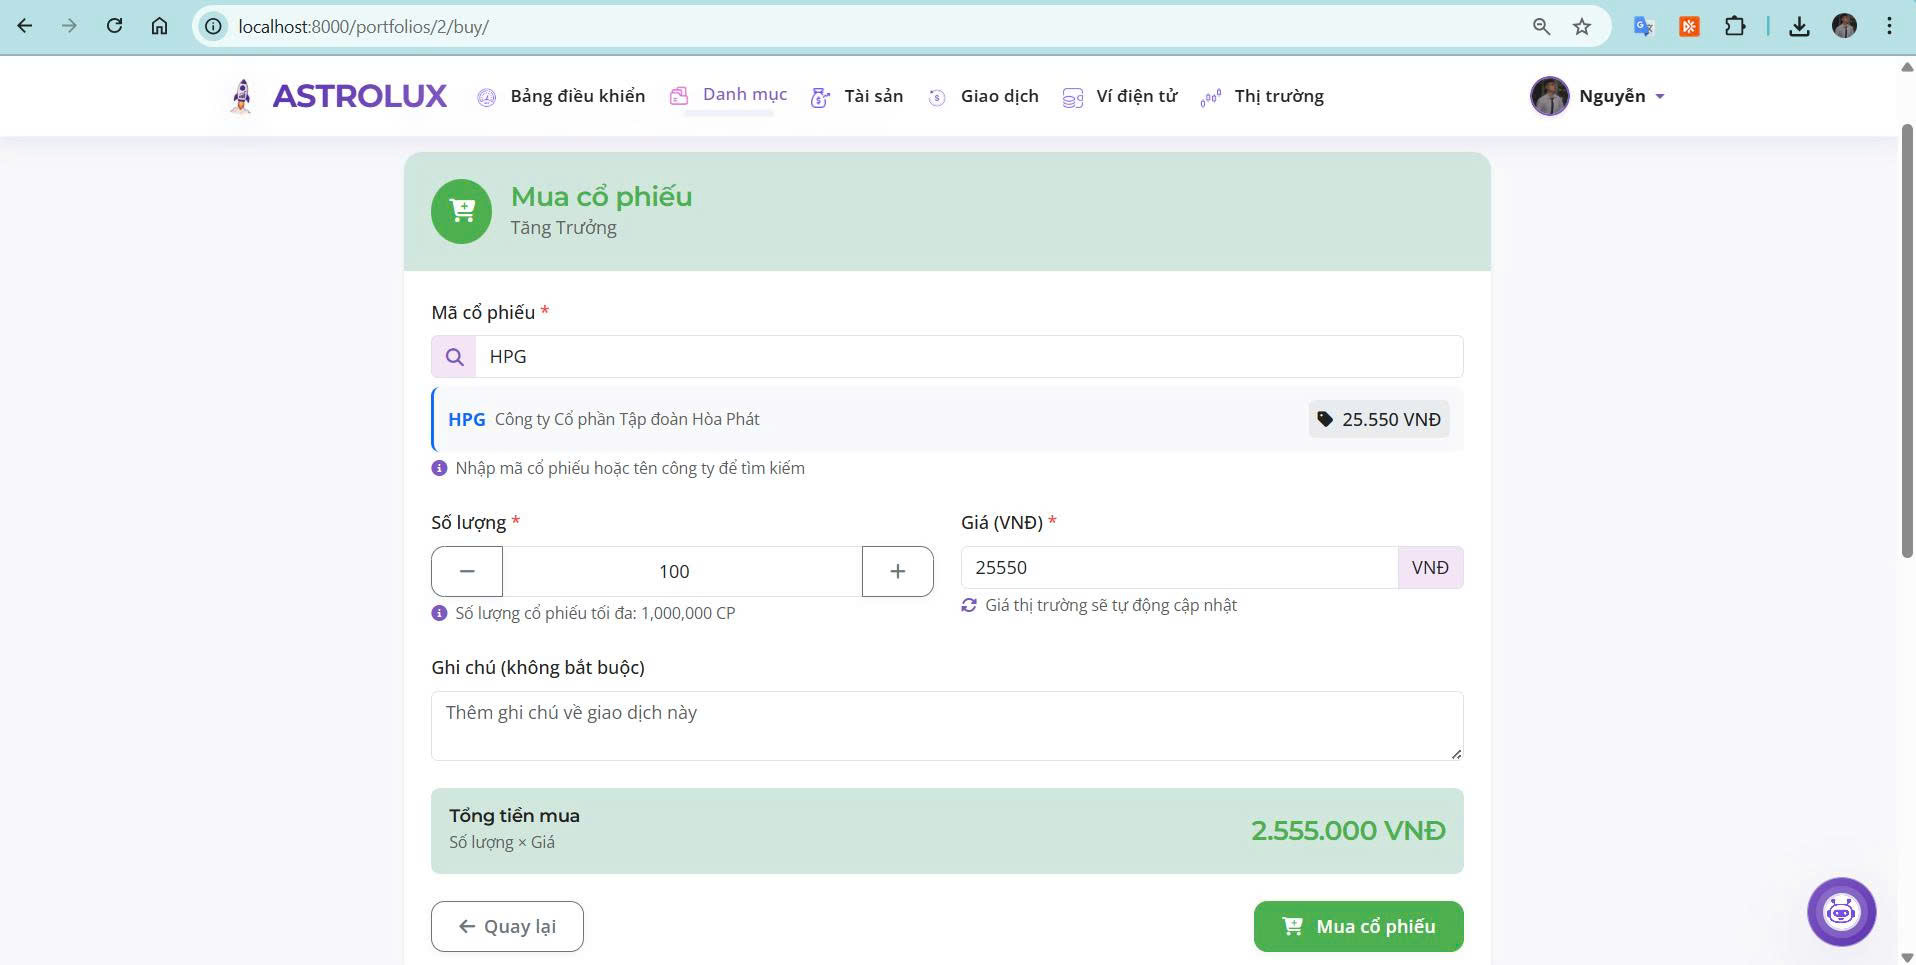 localhost:8000/portfolios/2/buy/
ASTROLUX Bảng điều khiển Danh mục Tài sản Giao dịch Ví điện tử Thị trường Nguyễn
Mua cổ phiếu
Tăng Trưởng
Mã cổ phiếu *
HPG
HPG Công ty Cổ phần Tập đoàn Hòa Phát 25.550 VNĐ
Nhập mã cổ phiếu hoặc tên công ty để tìm kiếm
Số lượng * Giá (VNĐ) *
− 100 + 25550 VNĐ
Số lượng cổ phiếu tối đa: 1,000,000 CP Giá thị trường sẽ tự động cập nhật
Ghi chú (không bắt buộc)
Thêm ghi chú về giao dịch này
Tổng tiền mua
Số lượng × Giá
2.555.000 VNĐ
Quay lại Mua cổ phiếu